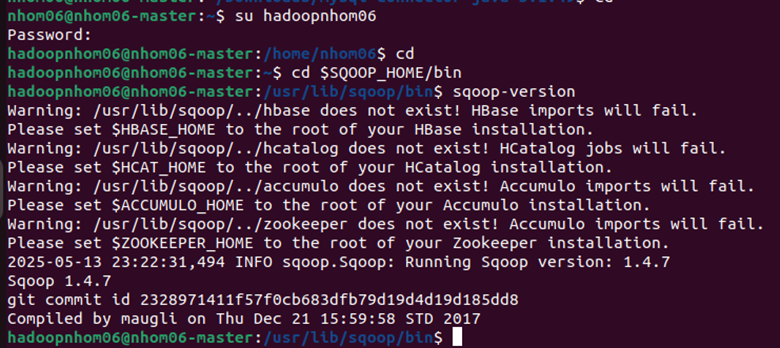 nhom06@nhom06-master:~$ su hadoopnhom06
Password:
hadoopnhom06@nhom06-master:/home/nhom06$ cd
hadoopnhom06@nhom06-master:~$ cd $SQOOP_HOME/bin
hadoopnhom06@nhom06-master:/usr/lib/sqoop/bin$ sqoop-version
Warning: /usr/lib/sqoop/../hbase does not exist! HBase imports will fail.
Please set $HBASE_HOME to the root of your HBase installation.
Warning: /usr/lib/sqoop/../hcatalog does not exist! HCatalog jobs will fail.
Please set $HCAT_HOME to the root of your HCatalog installation.
Warning: /usr/lib/sqoop/../accumulo does not exist! Accumulo imports will fail.
Please set $ACCUMULO_HOME to the root of your Accumulo installation.
Warning: /usr/lib/sqoop/../zookeeper does not exist! Accumulo imports will fail.
Please set $ZOOKEEPER_HOME to the root of your Zookeeper installation.
2025-05-13 23:22:31,494 INFO sqoop.Sqoop: Running Sqoop version: 1.4.7
Sqoop 1.4.7
git commit id 2328971411f57f0cb683dfb79d19d4d19d185dd8
Compiled by maugli on Thu Dec 21 15:59:58 STD 2017
hadoopnhom06@nhom06-master:/usr/lib/sqoop/bin$